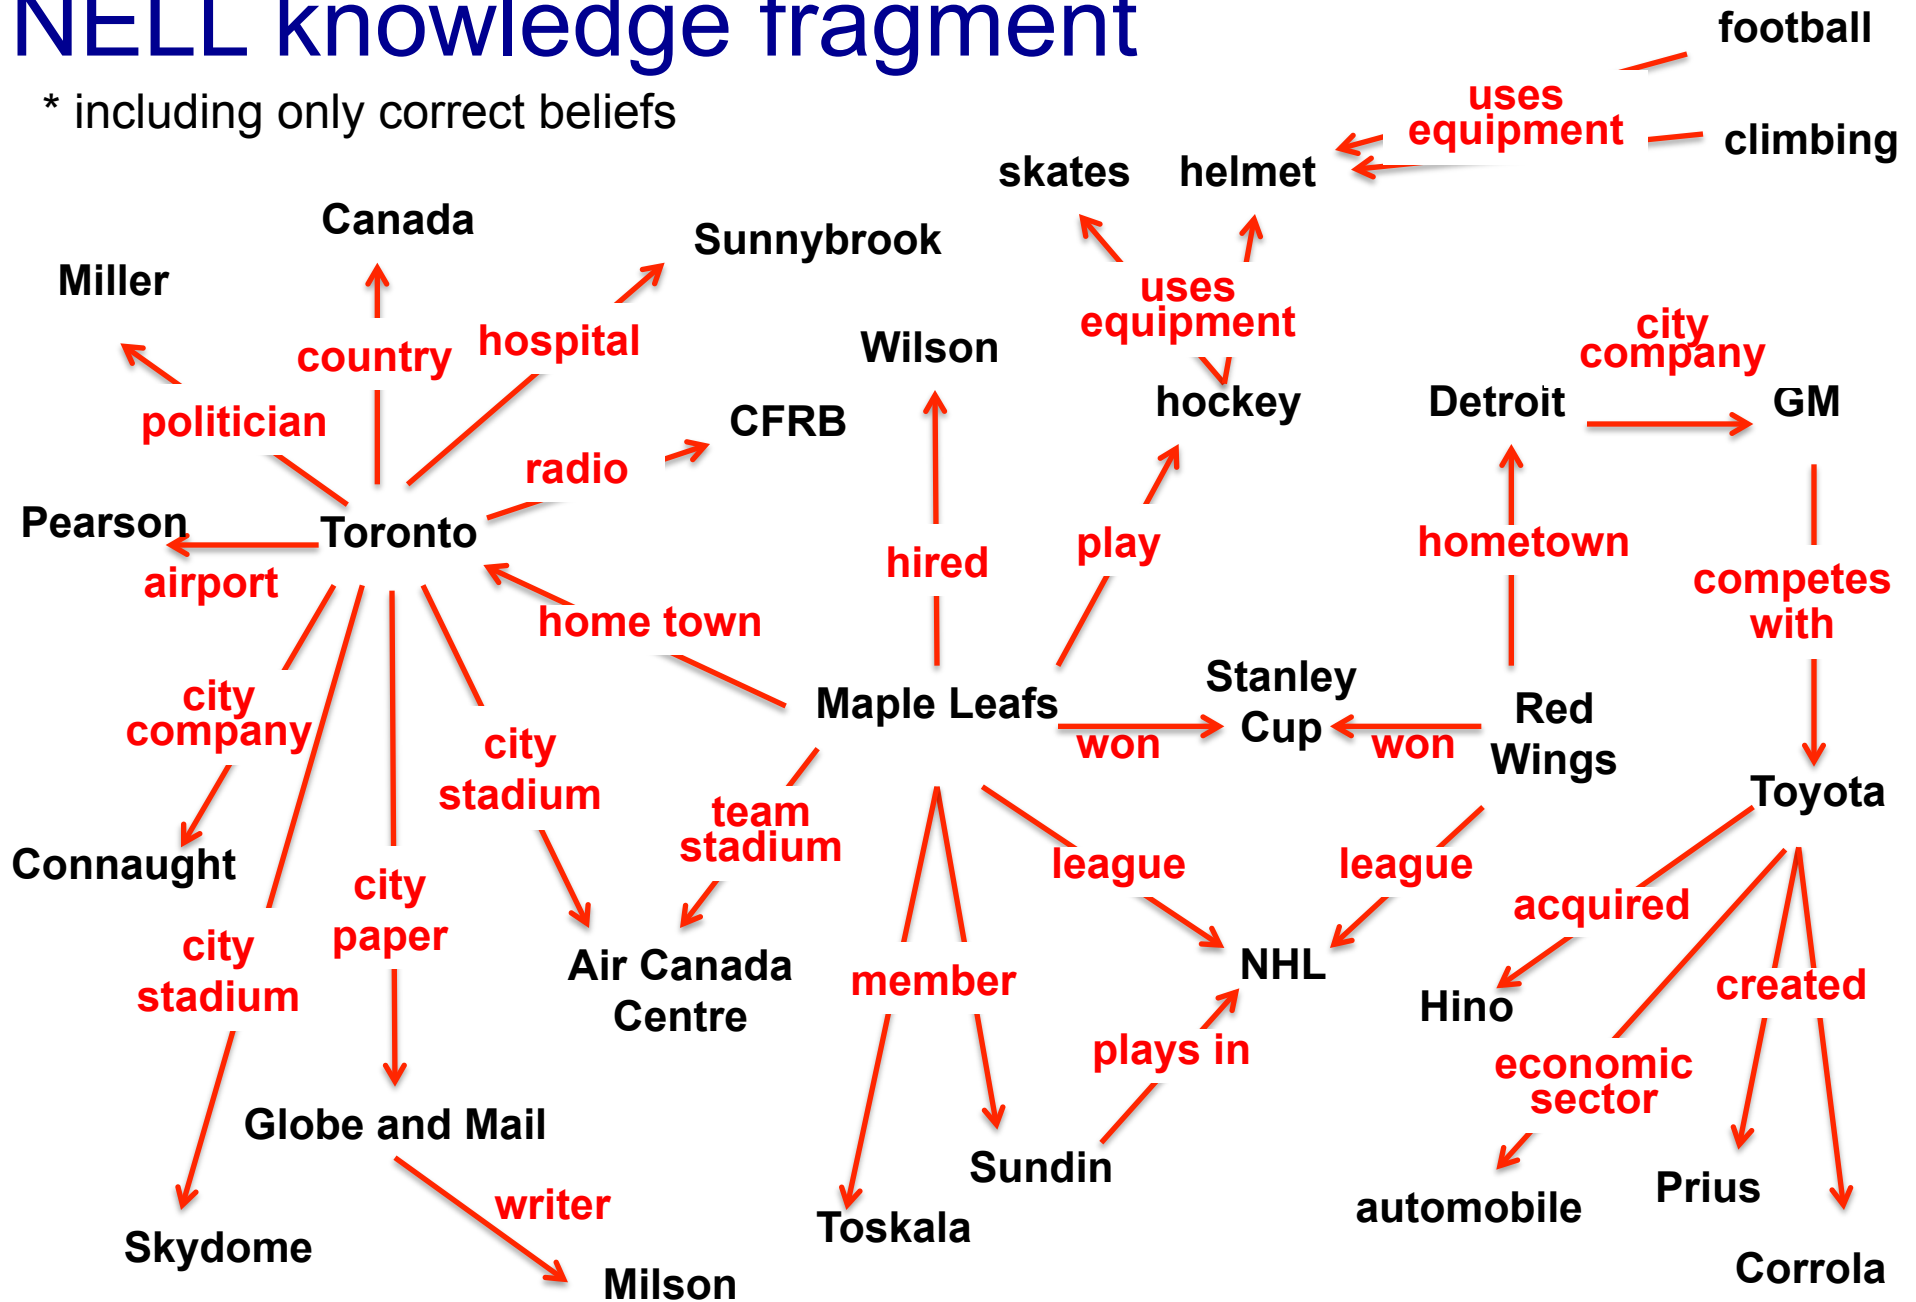 NELL knowledge fragment
* including only correct beliefs
football
uses
equipment
climbing
skates
helmet
Canada
Sunnybrook
Miller
uses
equipment
country
hospital
Wilson
city
company
politician
CFRB
hockey
Detroit
GM
radio
Pearson
Toronto
airport
hired
play
hometown
competes
with
home town
city
company
Maple Leafs
Stanley
Cup
won
won
Red
Wings
city
stadium
team
stadium
Toyota
Connaught
city
paper
league
league
acquired
city
stadium
Air Canada
Centre
member
NHL
Hino
created
plays in
economic
sector
Globe and Mail
Sundin
Prius
automobile
writer
Toskala
Skydome
Milson
Corrola